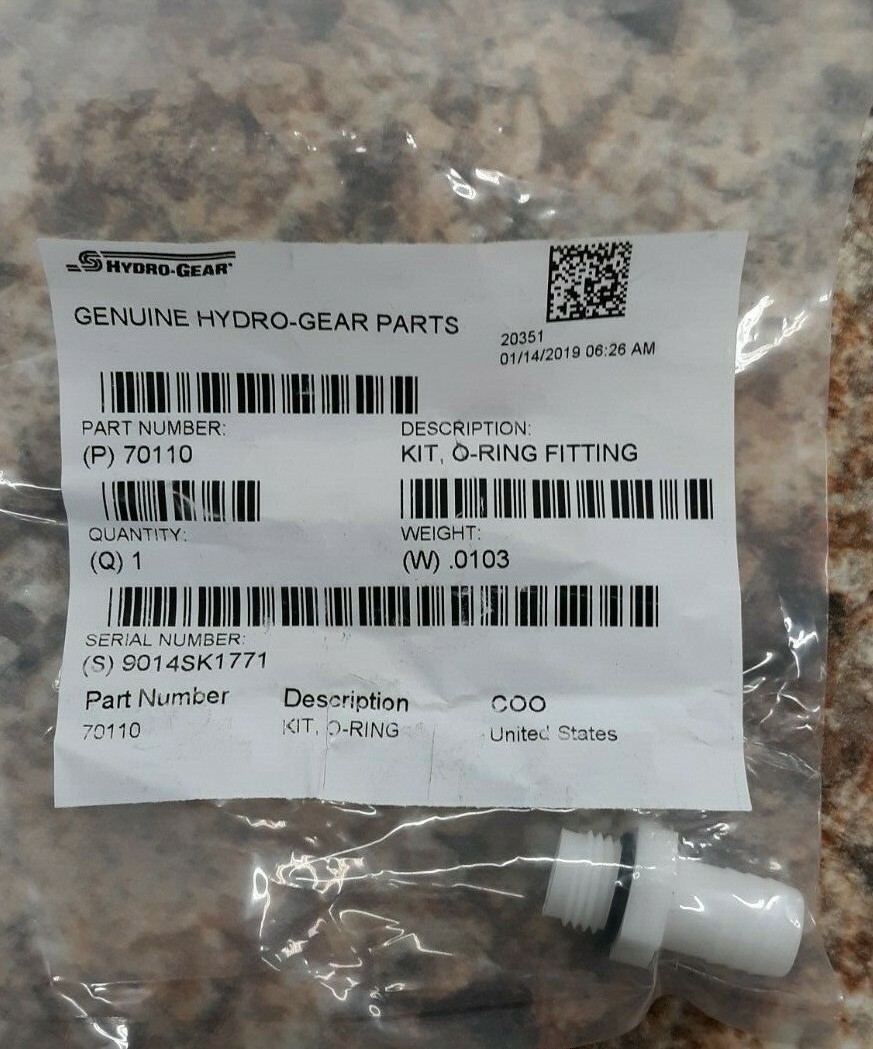 HYDRO-GEAR
GENUINE HYDRO-GEAR PARTS
20351
01/14/2019 06:26 AM
PART NUMBER:
(P) 70110
DESCRIPTION:
KIT, O-RING FITTING
QUANTITY:
(Q) 1
WEIGHT:
(W) .0103
SERIAL NUMBER:
(S) 9014SK1771
Part Number Description COO
70110 KIT, O-RING United States